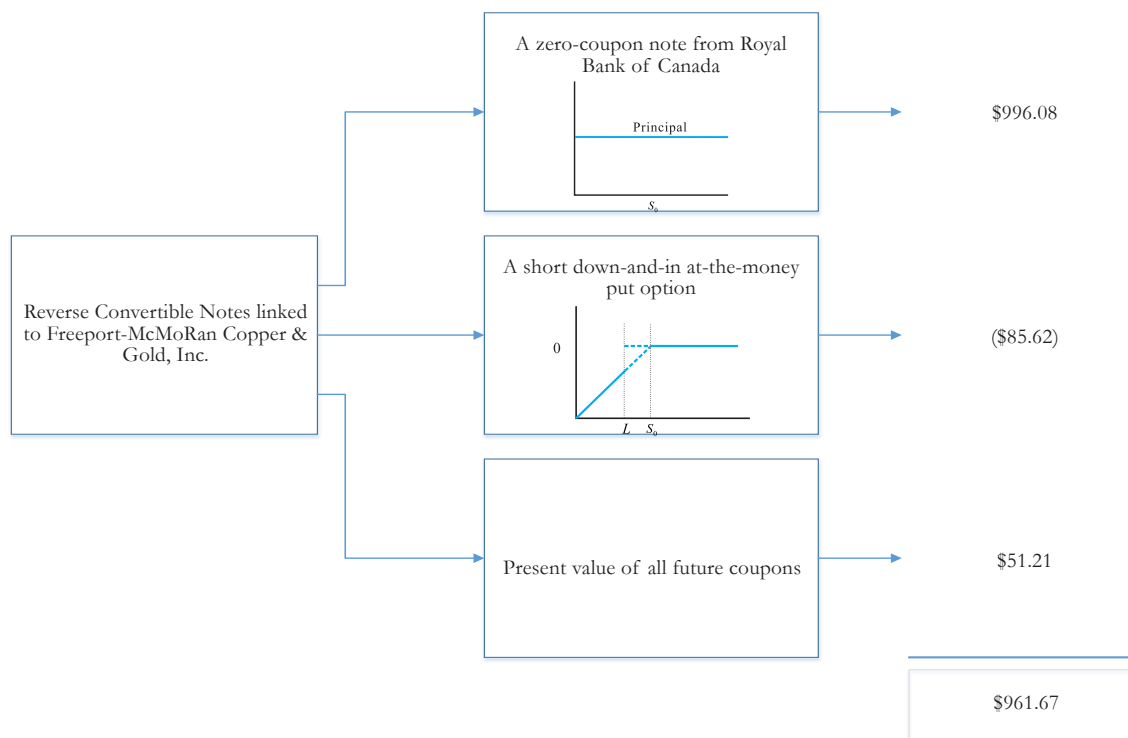 A zero-coupon note from Royal
Bank of Canada
Principal
S₀
$996.08
Reverse Convertible Notes linked
to Freeport-McMoRan Copper &
Gold, Inc.
A short down-and-in at-the-money
put option
0
L S₀
($85.62)
Present value of all future coupons
$51.21
$961.67